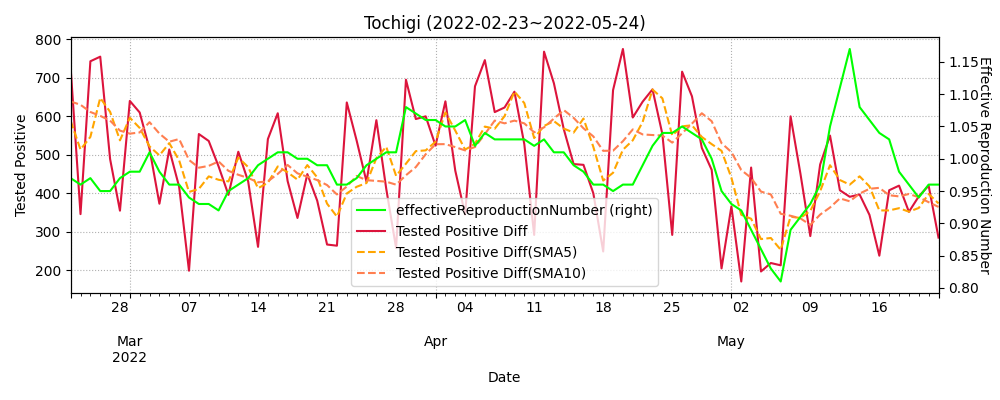 Tochigi (2022-02-23~2022-05-24)
800
700
600
500
400
300
200
Tested Positive
1.15
1.10
1.05
1.00
0.95
0.90
0.85
0.80
Effective Reproduction Number
effectiveReproductionNumber (right)
Tested Positive Diff
Tested Positive Diff(SMA5)
Tested Positive Diff(SMA10)
28 07 14 21 28 04 11 18 25 02 09 16
Mar Apr May
2022
Date